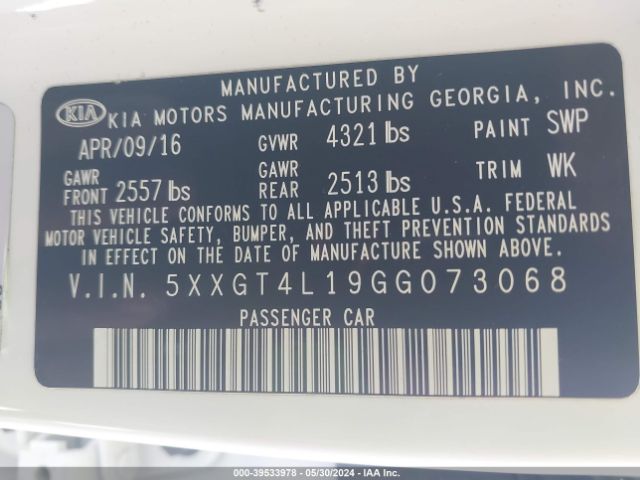 MANUFACTURED BY
KIA KIA MOTORS MANUFACTURING GEORGIA, INC.
APR/09/16 GVWR 4321 lbs PAINT SWP
GAWR FRONT 2557 lbs GAWR REAR 2513 lbs TRIM WK
THIS VEHICLE CONFORMS TO ALL APPLICABLE U.S.A. FEDERAL
MOTOR VEHICLE SAFETY, BUMPER, AND THEFT PREVENTION STANDARDS
IN EFFECT ON THE DATE OF MANUFACTURE SHOWN ABOVE.
V.I.N. 5XXGT4L19GG073068
PASSENGER CAR
000-39533978 - 05/30/2024 - IAA Inc.